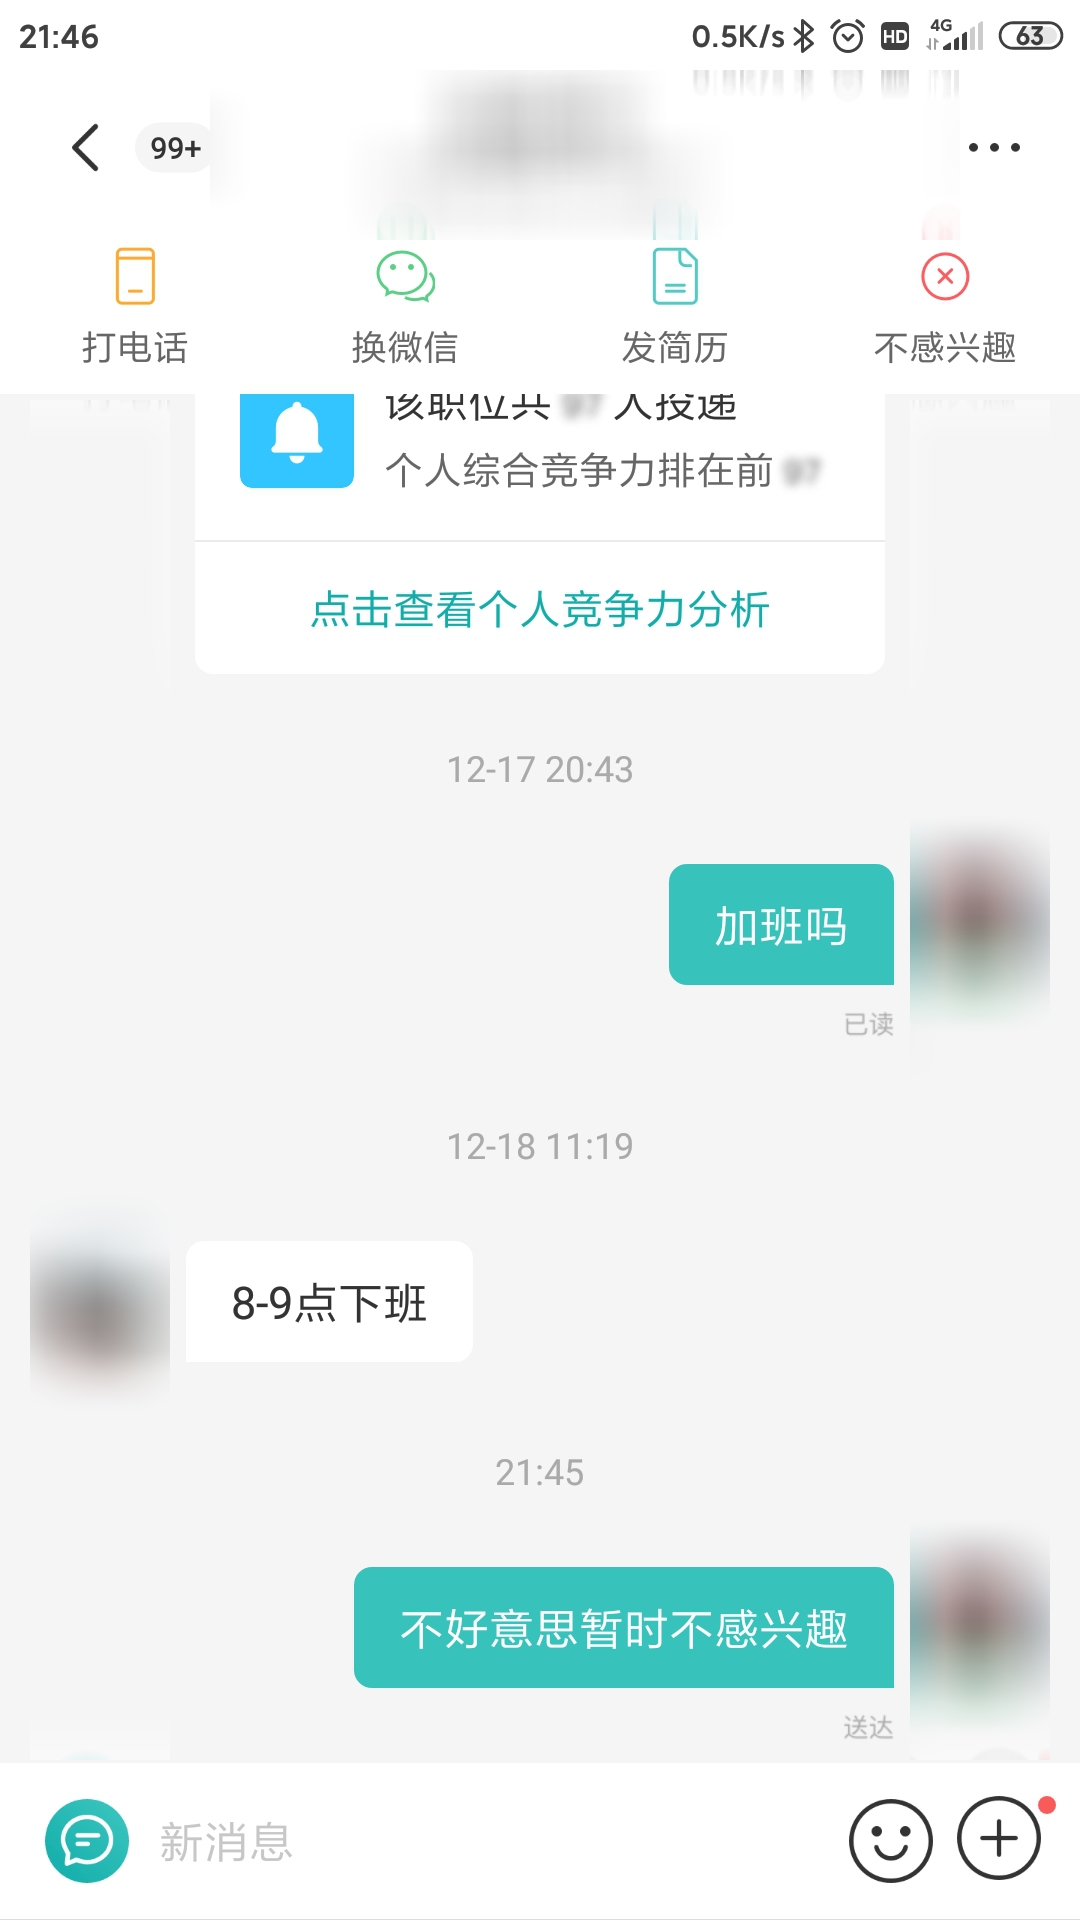 21:46 0.5K/s HD 4G 63
99+
打电话 换微信 发简历 不感兴趣
该职位共 97 人投递
个人综合竞争力排在前 97
点击查看个人竞争力分析
12-17 20:43
加班吗
已读
12-18 11:19
8-9点下班
21:45
不好意思暂时不感兴趣
送达
新消息